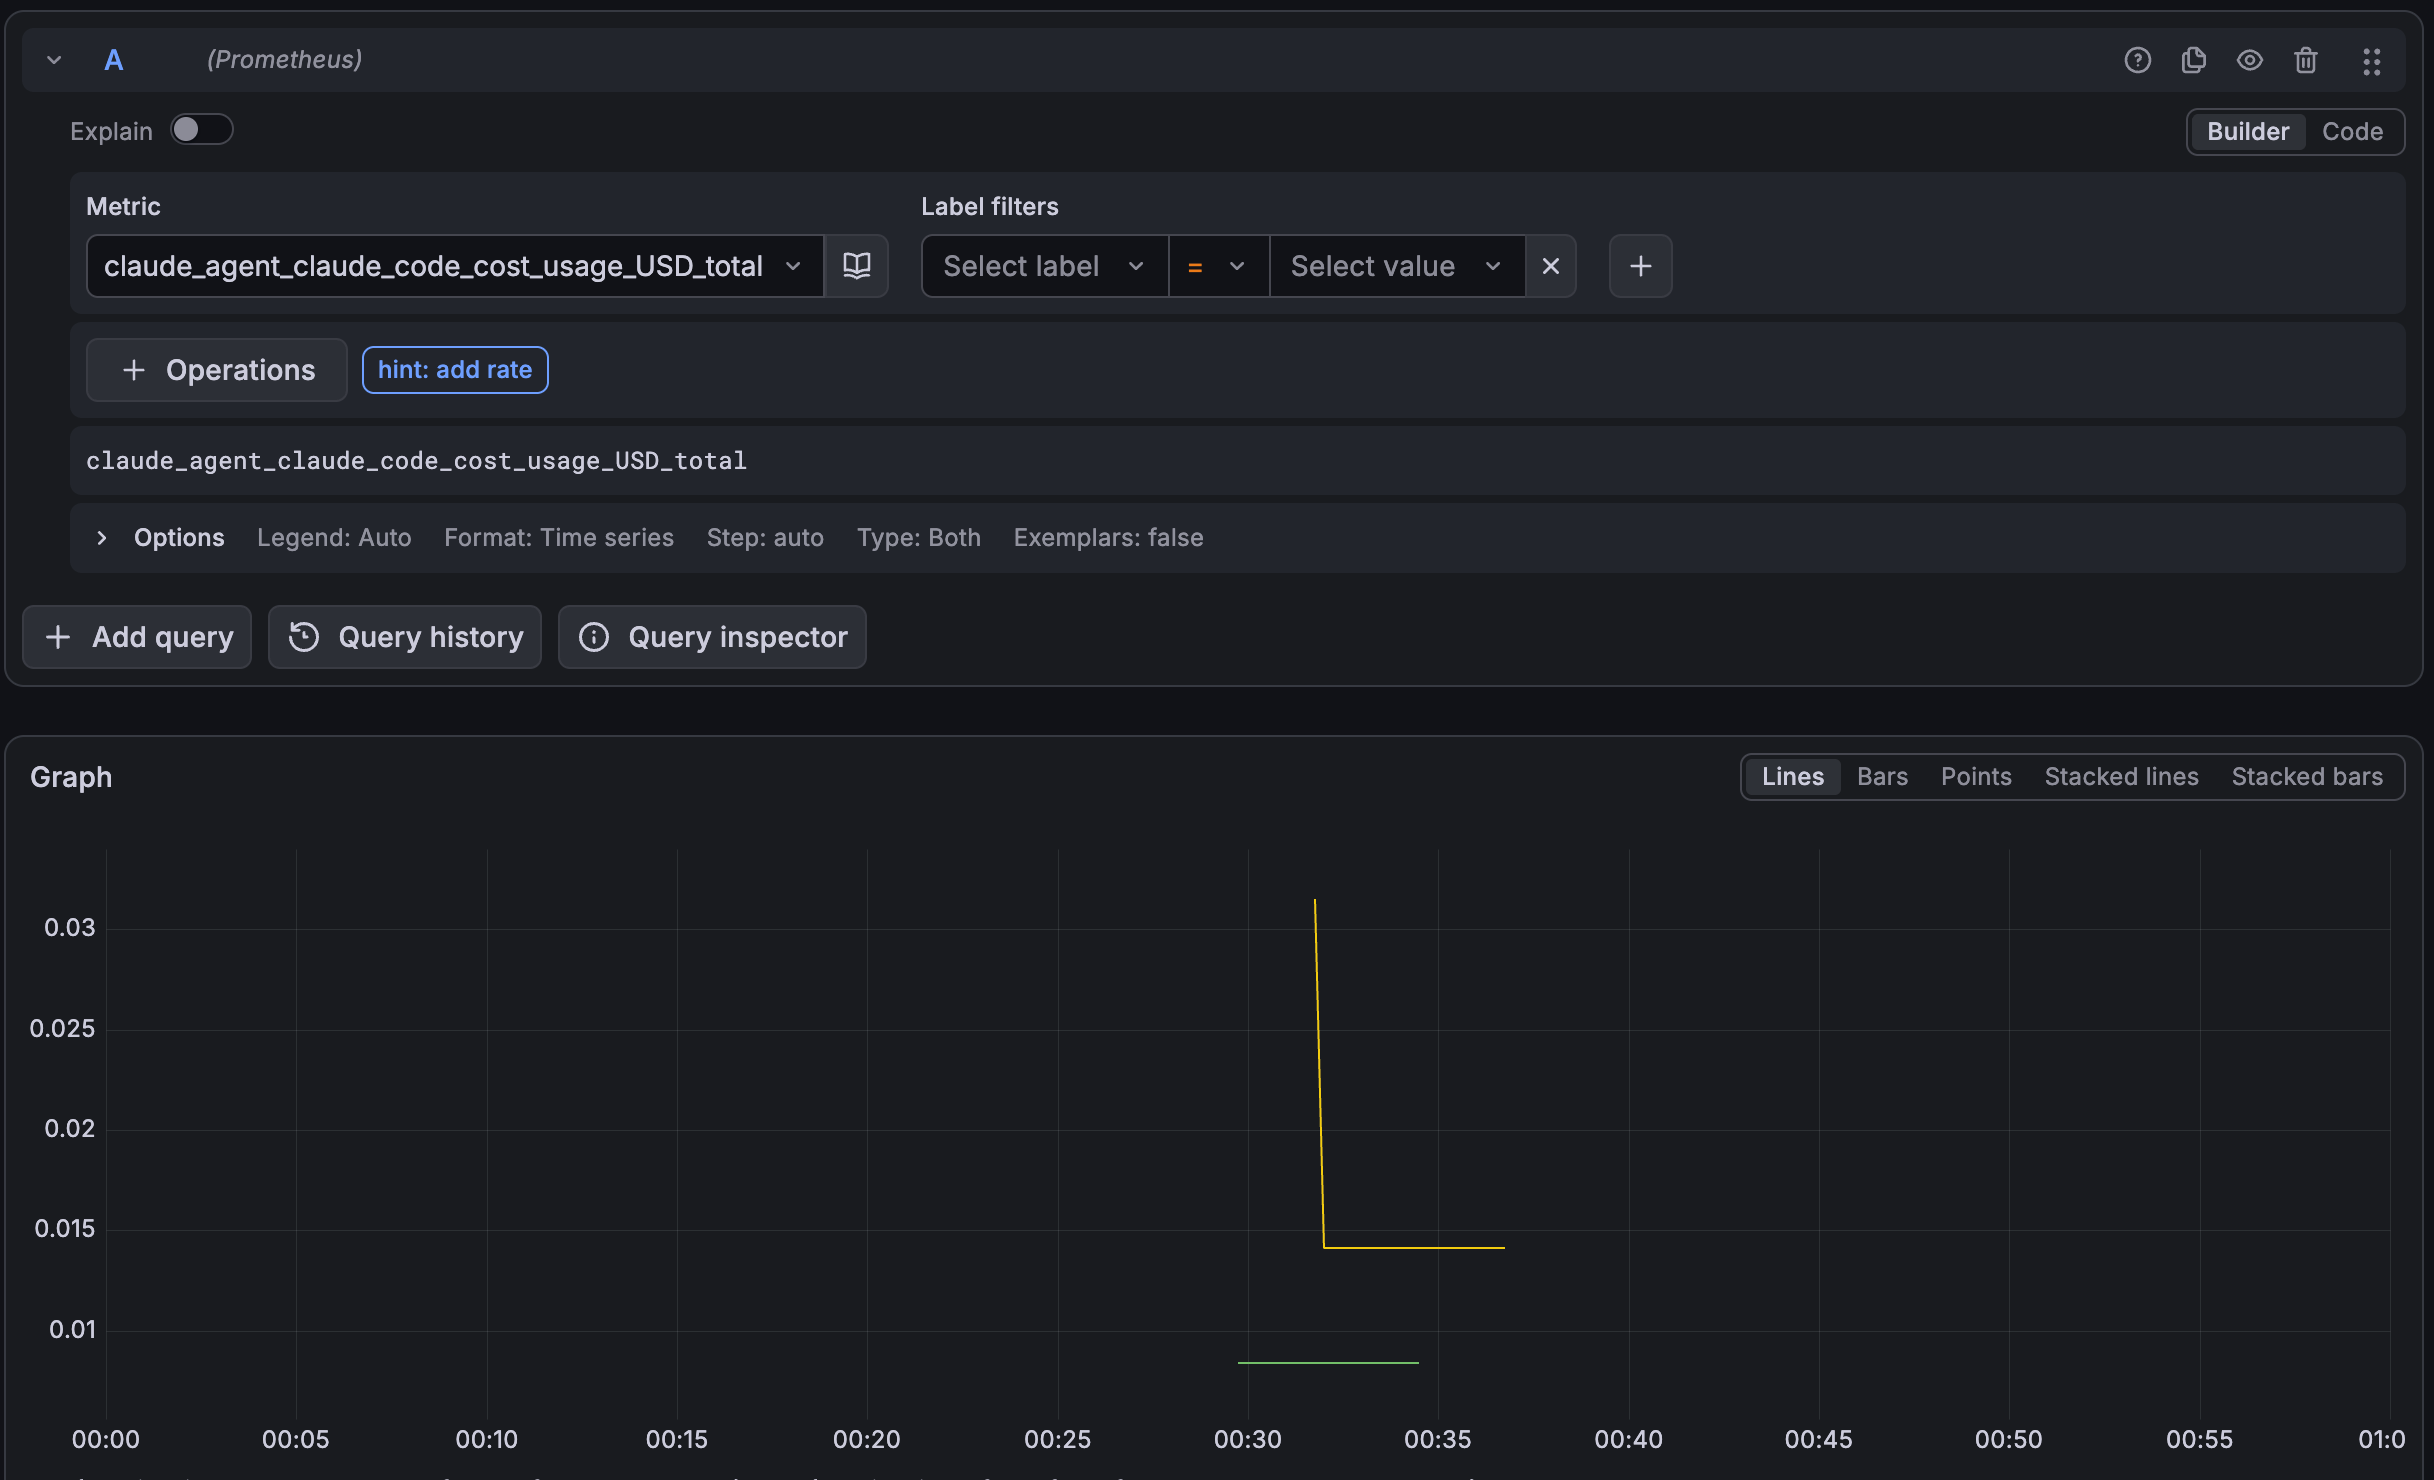 A (Prometheus)
Explain
Builder Code
Metric Label filters
claude_agent_claude_code_cost_usage_USD_total Select label = Select value
+ Operations hint: add rate
claude_agent_claude_code_cost_usage_USD_total
Options Legend: Auto Format: Time series Step: auto Type: Both Exemplars: false
+ Add query Query history Query inspector
Graph
Lines Bars Points Stacked lines Stacked bars
0.03
0.025
0.02
0.015
0.01
00:00 00:05 00:10 00:15 00:20 00:25 00:30 00:35 00:40 00:45 00:50 00:55 01:0